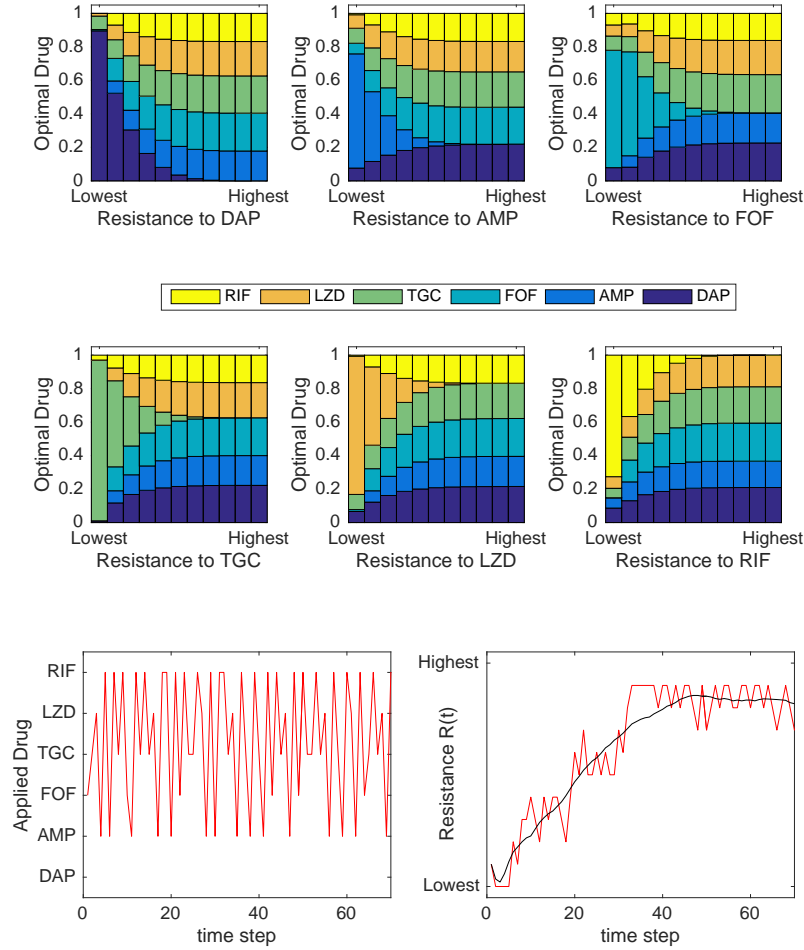 Optimal Drug
1
0.8
0.6
0.4
0.2
0
Lowest Highest
Resistance to DAP
Optimal Drug
1
0.8
0.6
0.4
0.2
0
Lowest Highest
Resistance to AMP
Optimal Drug
1
0.8
0.6
0.4
0.2
0
Lowest Highest
Resistance to FOF
RIF LZD TGC FOF AMP DAP
Optimal Drug
1
0.8
0.6
0.4
0.2
0
Lowest Highest
Resistance to TGC
Optimal Drug
1
0.8
0.6
0.4
0.2
0
Lowest Highest
Resistance to LZD
Optimal Drug
1
0.8
0.6
0.4
0.2
0
Lowest Highest
Resistance to RIF
Applied Drug
RIF
LZD
TGC
FOF
AMP
DAP
0 20 40 60
time step
Resistance R(t)
Highest
Lowest
0 20 40 60
time step